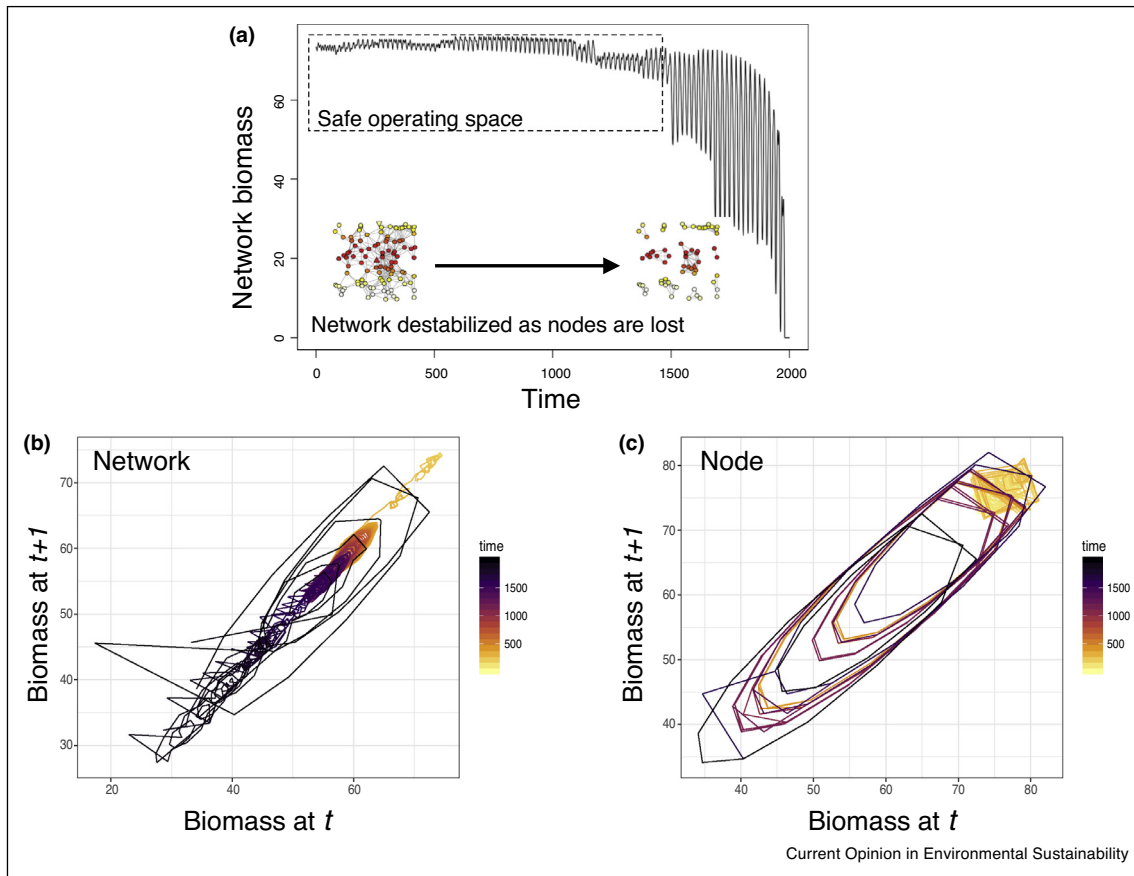 (a)
Network biomass
60
40
20
0
Safe operating space
Network destabilized as nodes are lost
0 500 1000 1500 2000
Time
(b)
Network
Biomass at t+1
70
60
50
40
30
20 40 60
Biomass at t
time
1500
1000
500
(c)
Node
Biomass at t+1
80
70
60
50
40
40 50 60 70 80
Biomass at t
time
1500
1000
500
Current Opinion in Environmental Sustainability